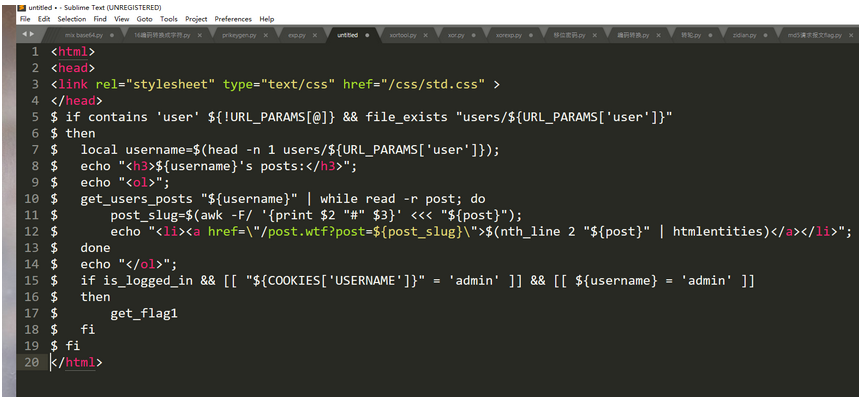 untitled • - Sublime Text (UNREGISTERED)
File Edit Selection Find View Goto Tools Project Preferences Help
mix base64.py 16编码转换成字符.py prikeygen.py exp.py untitled xortool.py xor.py xorexp.py 移位密码.py 编码转换.py 转轮.py zidian.py md5请求报文flag.py
1 <html>
2 <head>
3 <link rel="stylesheet" type="text/css" href="/css/std.css" >
4 </head>
5 $ if contains 'user' ${!URL_PARAMS[@]} && file_exists "users/${URL_PARAMS['user']}"
6 $ then
7 $   local username=$(head -n 1 users/${URL_PARAMS['user']});
8 $   echo "<h3>${username}'s posts:</h3>";
9 $   echo "<ol>";
10 $   get_users_posts "${username}" | while read -r post; do
11 $       post_slug=$(awk -F/ '{print $2 "#" $3}' <<< "${post}");
12 $       echo "<li><a href=\"/post.wtf?post=${post_slug}\">$(nth_line 2 "${post}" | htmlentities)</a></li>";
13 $   done
14 $   echo "</ol>";
15 $   if is_logged_in && [[ "${COOKIES['USERNAME']}" = 'admin' ]] && [[ ${username} = 'admin' ]]
16 $   then
17 $       get_flag1
18 $   fi
19 $ fi
20 </html>